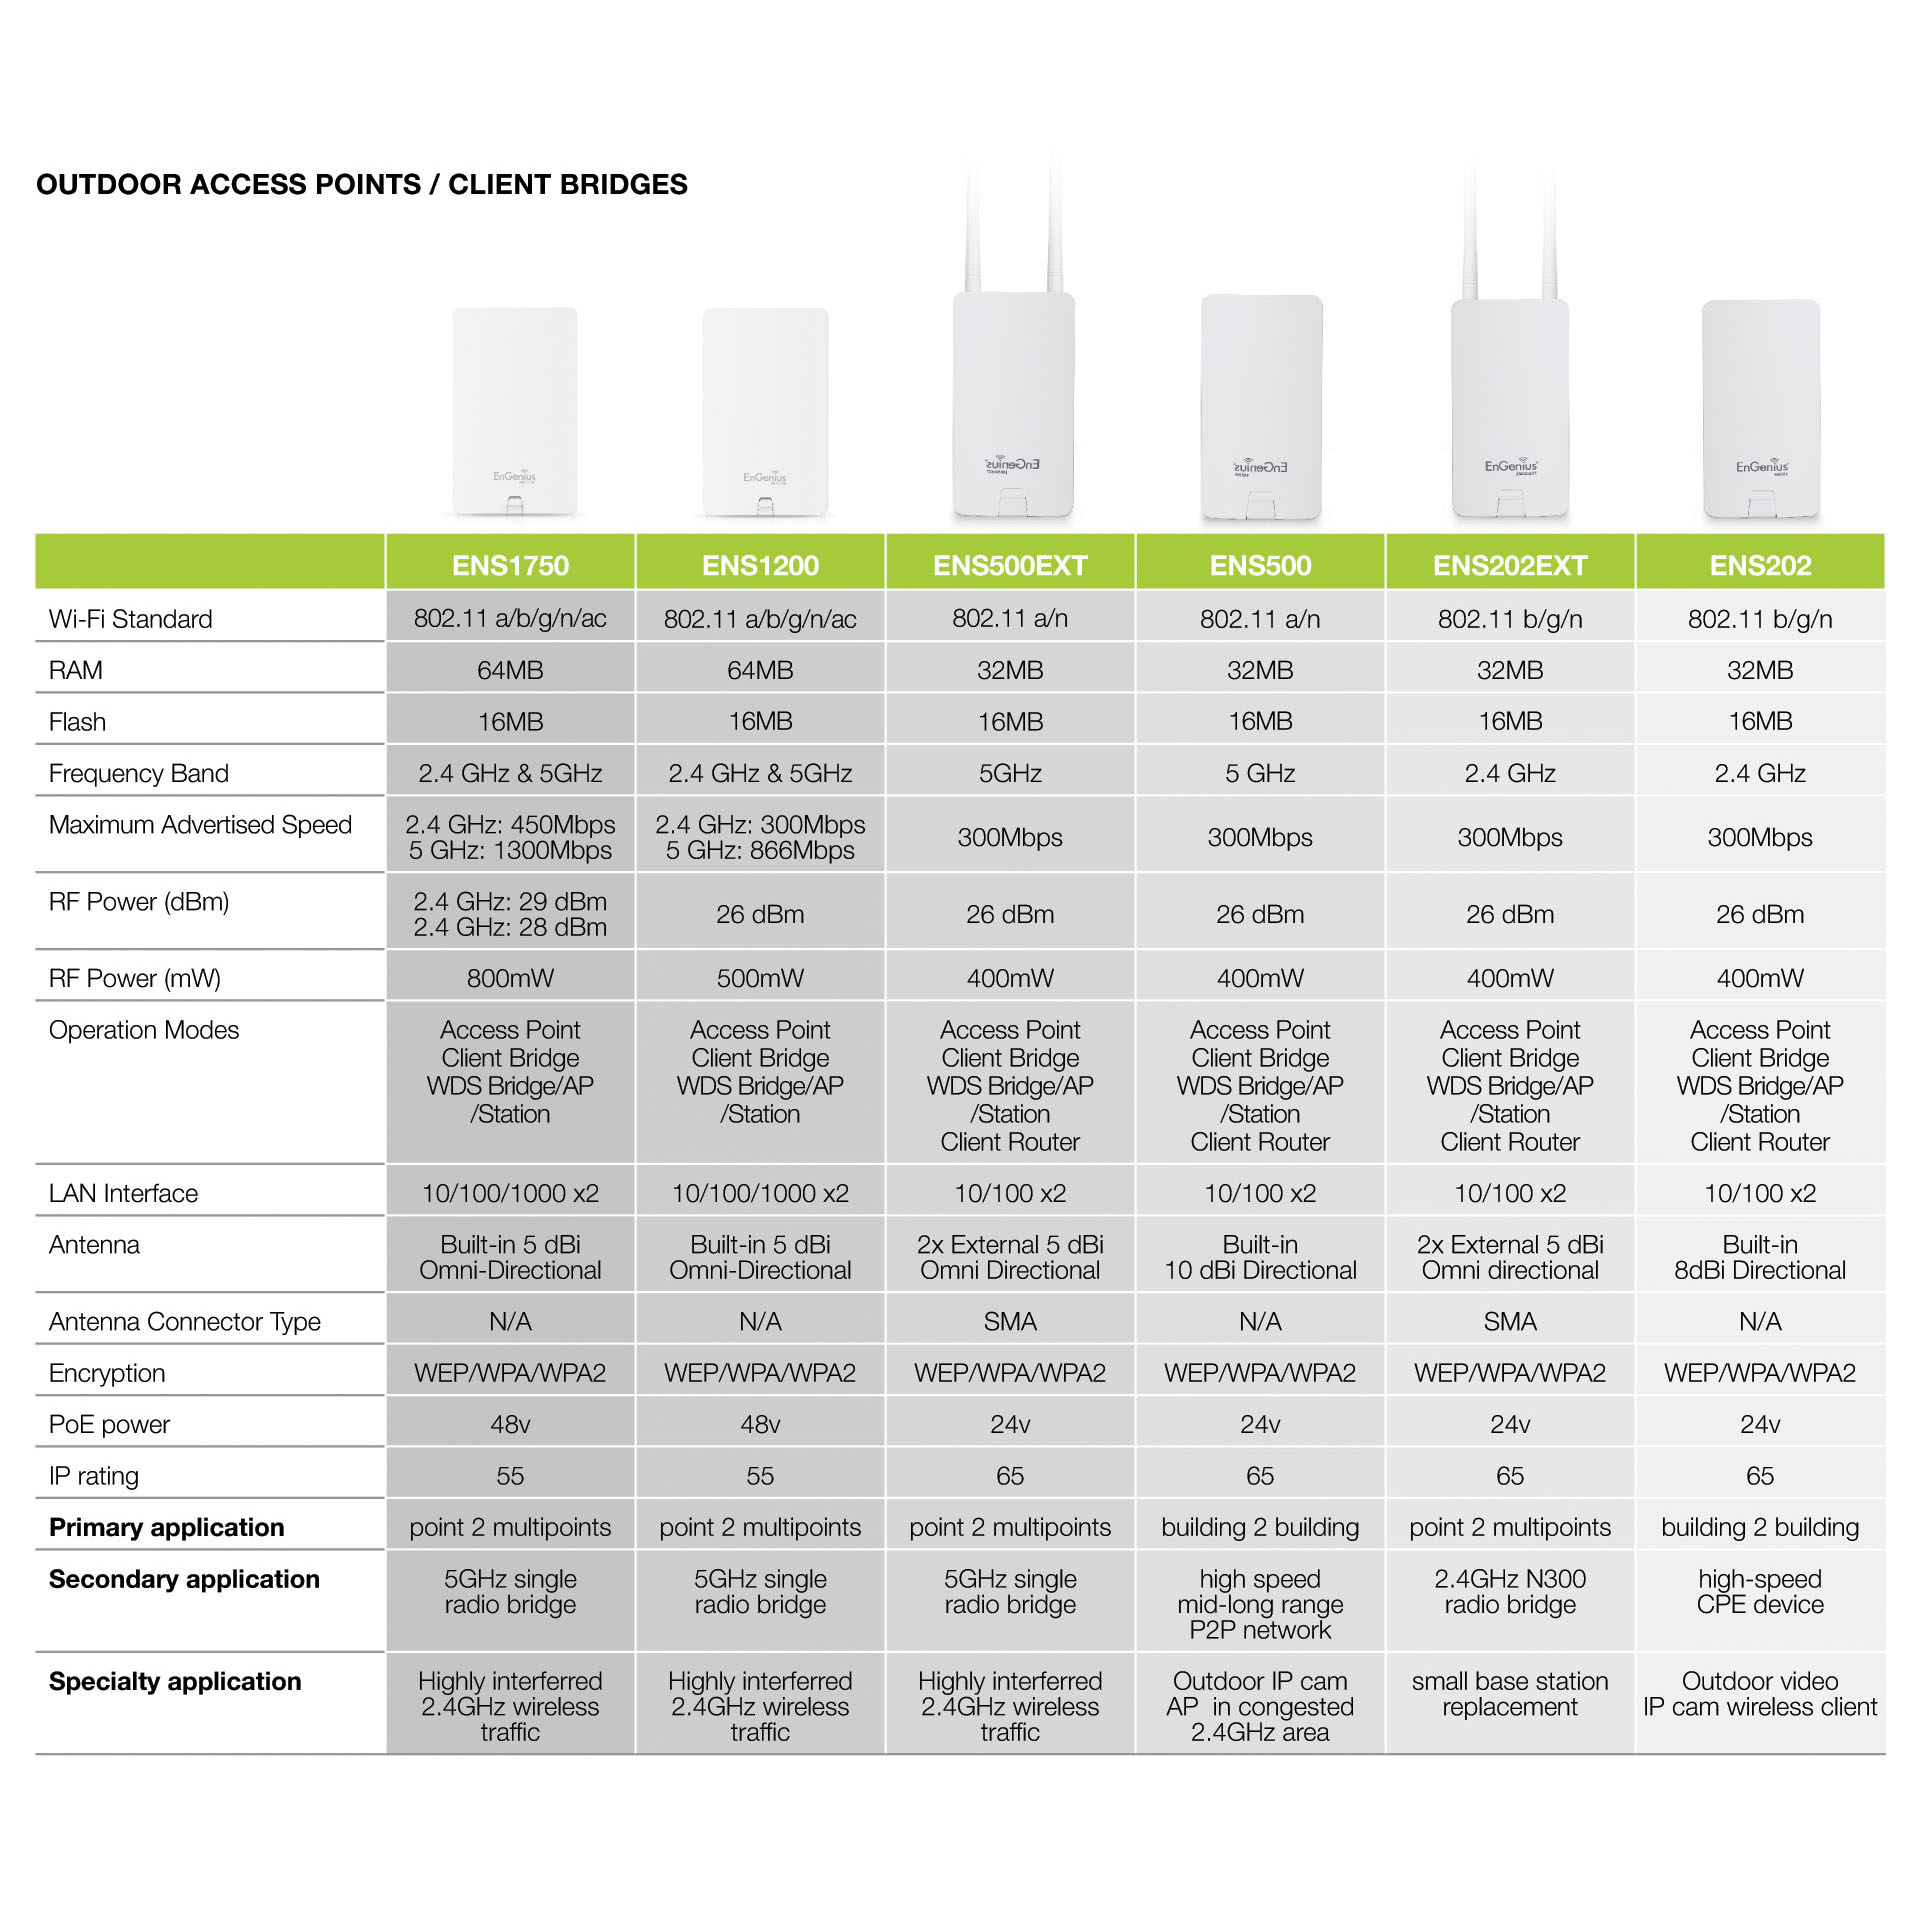 OUTDOOR ACCESS POINTS / CLIENT BRIDGES
EnGenius
EnGenius
EnGenius
EnGenius
EnGenius
EnGenius
ENS1750 ENS1200 ENS500EXT ENS500 ENS202EXT ENS202
Wi-Fi Standard 802.11 a/b/g/n/ac 802.11 a/b/g/n/ac 802.11 a/n 802.11 a/n 802.11 b/g/n 802.11 b/g/n
RAM 64MB 64MB 32MB 32MB 32MB 32MB
Flash 16MB 16MB 16MB 16MB 16MB 16MB
Frequency Band 2.4 GHz & 5GHz 2.4 GHz & 5GHz 5GHz 5 GHz 2.4 GHz 2.4 GHz
Maximum Advertised Speed 2.4 GHz: 450Mbps 2.4 GHz: 300Mbps 300Mbps 300Mbps 300Mbps 300Mbps
5 GHz: 1300Mbps 5 GHz: 866Mbps
RF Power (dBm) 2.4 GHz: 29 dBm 26 dBm 26 dBm 26 dBm 26 dBm 26 dBm
2.4 GHz: 28 dBm
RF Power (mW) 800mW 500mW 400mW 400mW 400mW 400mW
Operation Modes Access Point Access Point Access Point Access Point Access Point Access Point
Client Bridge Client Bridge Client Bridge Client Bridge Client Bridge Client Bridge
WDS Bridge/AP WDS Bridge/AP WDS Bridge/AP WDS Bridge/AP WDS Bridge/AP WDS Bridge/AP
/Station /Station /Station /Station /Station /Station
Client Router Client Router Client Router Client Router
LAN Interface 10/100/1000 x2 10/100/1000 x2 10/100 x2 10/100 x2 10/100 x2 10/100 x2
Antenna Built-in 5 dBi Built-in 5 dBi 2x External 5 dBi Built-in 2x External 5 dBi Built-in
Omni-Directional Omni-Directional Omni Directional 10 dBi Directional Omni directional 8dBi Directional
Antenna Connector Type N/A N/A SMA N/A SMA N/A
Encryption WEP/WPA/WPA2 WEP/WPA/WPA2 WEP/WPA/WPA2 WEP/WPA/WPA2 WEP/WPA/WPA2 WEP/WPA/WPA2
PoE power 48v 48v 24v 24v 24v 24v
IP rating 55 55 65 65 65 65
Primary application point 2 multipoints point 2 multipoints point 2 multipoints building 2 building point 2 multipoints building 2 building
Secondary application 5GHz single 5GHz single 5GHz single high speed 2.4GHz N300 high-speed
radio bridge radio bridge radio bridge mid-long range radio bridge CPE device
P2P network
Specialty application Highly interferred Highly interferred Highly interferred Outdoor IP cam small base station Outdoor video
2.4GHz wireless 2.4GHz wireless 2.4GHz wireless AP in congested replacement IP cam wireless client
traffic traffic traffic 2.4GHz area